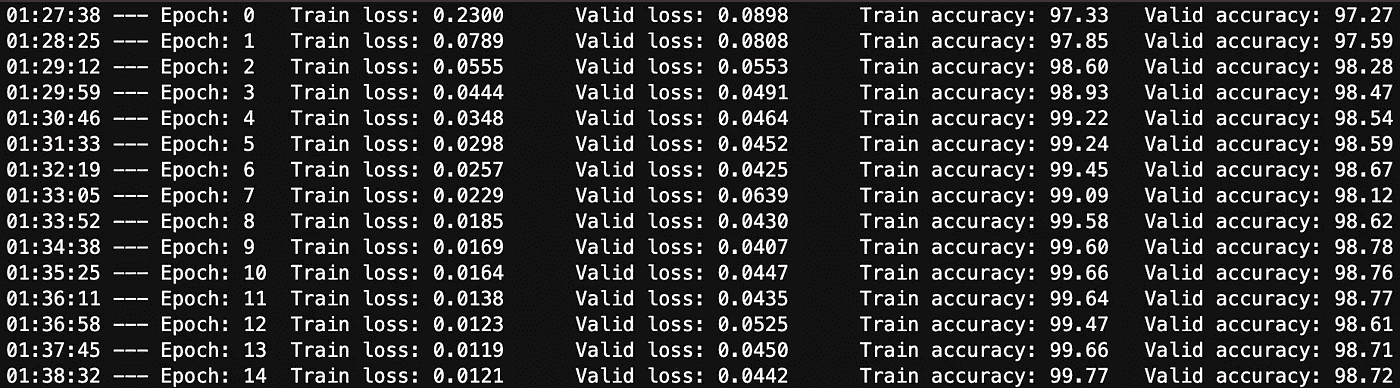 01:27:38 --- Epoch: 0 Train loss: 0.2300 Valid loss: 0.0898 Train accuracy: 97.33 Valid accuracy: 97.27
01:28:25 --- Epoch: 1 Train loss: 0.0789 Valid loss: 0.0808 Train accuracy: 97.85 Valid accuracy: 97.59
01:29:12 --- Epoch: 2 Train loss: 0.0555 Valid loss: 0.0553 Train accuracy: 98.60 Valid accuracy: 98.28
01:29:59 --- Epoch: 3 Train loss: 0.0444 Valid loss: 0.0491 Train accuracy: 98.93 Valid accuracy: 98.47
01:30:46 --- Epoch: 4 Train loss: 0.0348 Valid loss: 0.0464 Train accuracy: 99.22 Valid accuracy: 98.54
01:31:33 --- Epoch: 5 Train loss: 0.0298 Valid loss: 0.0452 Train accuracy: 99.24 Valid accuracy: 98.59
01:32:19 --- Epoch: 6 Train loss: 0.0257 Valid loss: 0.0425 Train accuracy: 99.45 Valid accuracy: 98.67
01:33:05 --- Epoch: 7 Train loss: 0.0229 Valid loss: 0.0639 Train accuracy: 99.09 Valid accuracy: 98.12
01:33:52 --- Epoch: 8 Train loss: 0.0185 Valid loss: 0.0430 Train accuracy: 99.58 Valid accuracy: 98.62
01:34:38 --- Epoch: 9 Train loss: 0.0169 Valid loss: 0.0407 Train accuracy: 99.60 Valid accuracy: 98.78
01:35:25 --- Epoch: 10 Train loss: 0.0164 Valid loss: 0.0447 Train accuracy: 99.66 Valid accuracy: 98.76
01:36:11 --- Epoch: 11 Train loss: 0.0138 Valid loss: 0.0435 Train accuracy: 99.64 Valid accuracy: 98.77
01:36:58 --- Epoch: 12 Train loss: 0.0123 Valid loss: 0.0525 Train accuracy: 99.47 Valid accuracy: 98.61
01:37:45 --- Epoch: 13 Train loss: 0.0119 Valid loss: 0.0450 Train accuracy: 99.66 Valid accuracy: 98.71
01:38:32 --- Epoch: 14 Train loss: 0.0121 Valid loss: 0.0442 Train accuracy: 99.77 Valid accuracy: 98.72